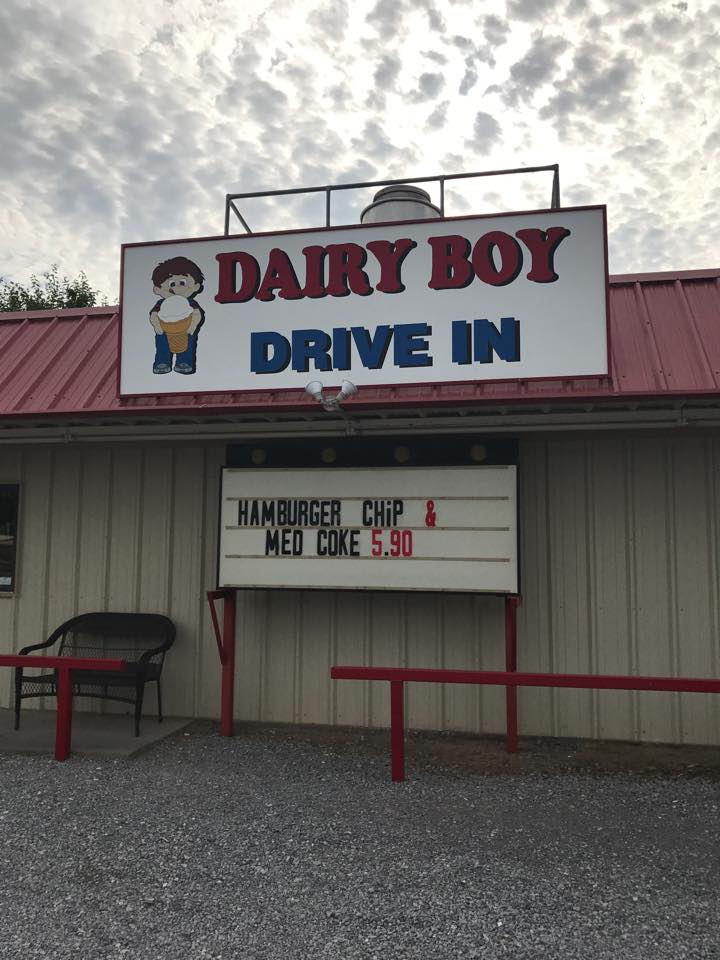 DAIRY BOY
DRIVE IN
HAMBURGER CHiP &
MED COKE 5.90